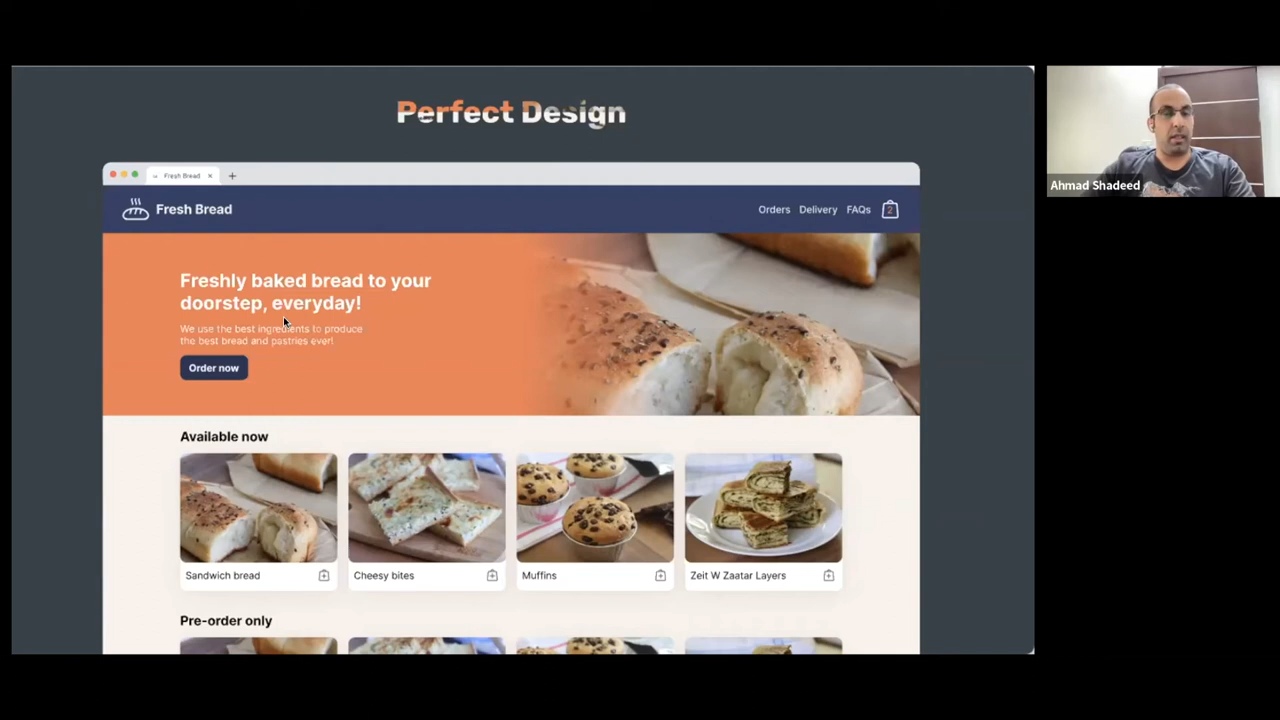 Perfect Design
Fresh Bread
Fresh Bread
Orders Delivery FAQs 2
Freshly baked bread to your
doorstep, everyday!
We use the best ingredients to produce
the best bread and pastries ever!
Order now
Available now
Sandwich bread
Cheesy bites
Muffins
Zeit W Zaatar Layers
Pre-order only
Ahmad Shadeed